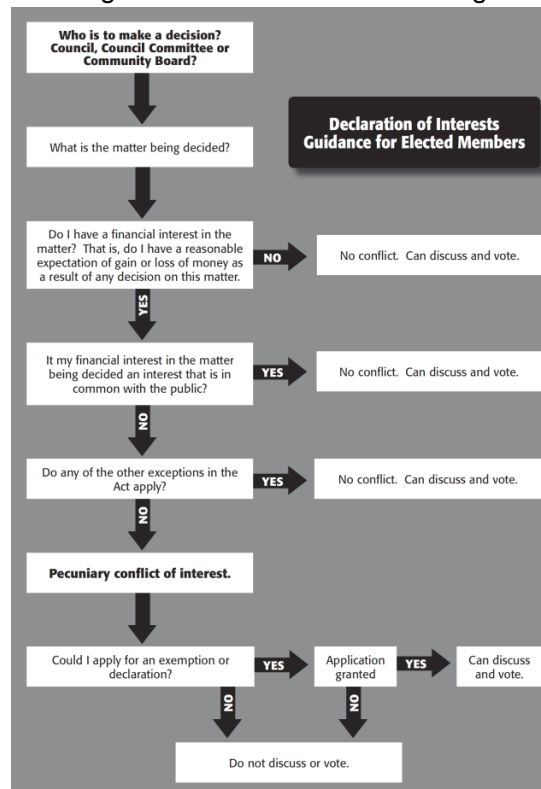 Who is to make a decision?
Council, Council Committee or
Community Board?
Declaration of Interests
Guidance for Elected Members
What is the matter being decided?
Do I have a financial interest in the
matter? That is, do I have a reasonable
expectation of gain or loss of money as
a result of any decision on this matter.
NO
No conflict. Can discuss and vote.
YES
It my financial interest in the matter
being decided an interest that is in
common with the public?
YES
No conflict. Can discuss and vote.
NO
Do any of the other exceptions in the
Act apply?
YES
No conflict. Can discuss and vote.
NO
Pecuniary conflict of interest.
Could I apply for an exemption or
declaration?
YES
Application
granted
YES
Can discuss
and vote.
NO
NO
Do not discuss or vote.